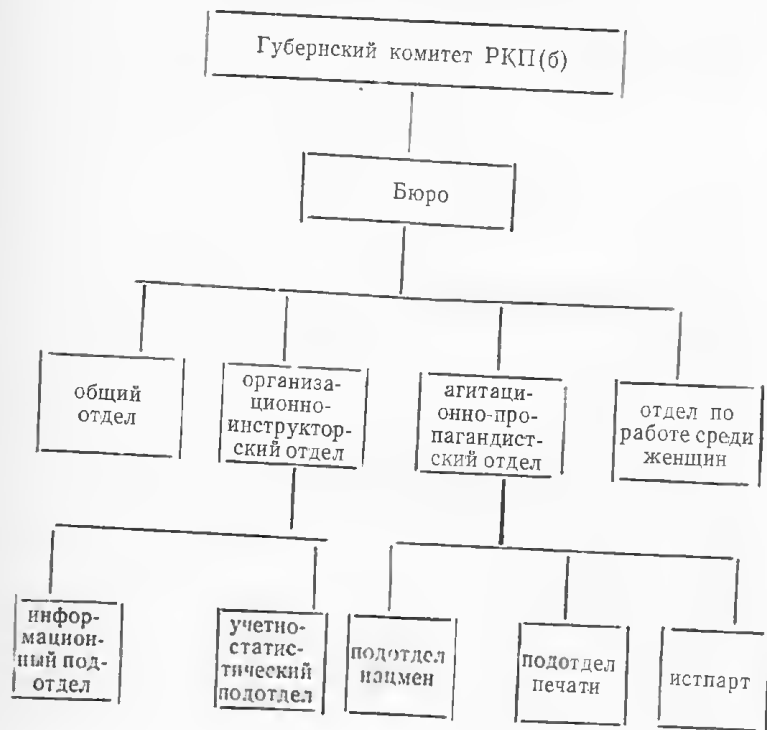 Губернский комитет РКП(б)
Бюро
общий
отдел
организа-
ционно-
инструктор-
ский отдел
агитаци-
онно-про-
пагандист-
ский отдел
отдел по
работе среди
женщин
инфор-
мацион-
ный под-
отдел
учетно-
статис-
тический
подотдел
подотдел
нацмен
подотдел
печати
истпарт